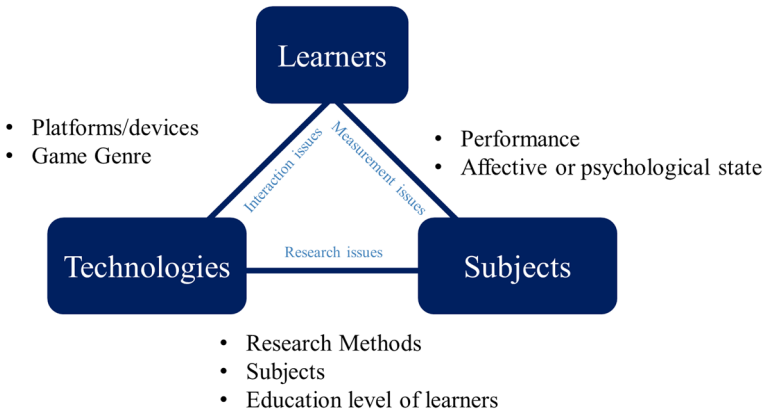 Learners
• Platforms/devices
• Game Genre
Interaction issues
Measurement issues
• Performance
• Affective or psychological state
Technologies
Research issues
Subjects
• Research Methods
• Subjects
• Education level of learners